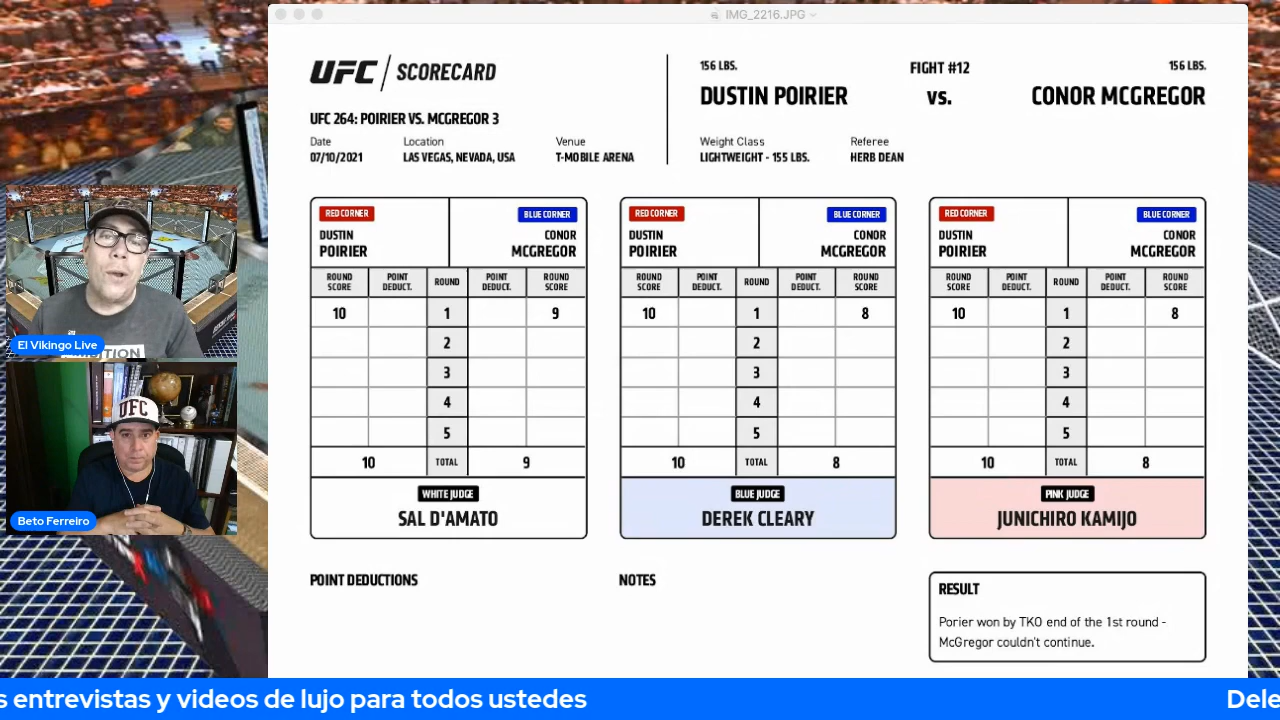 IMG_2216.JPG
UFC SCORECARD
UFC 264: POIRIER VS. MCGREGOR 3
Date Location Venue
07/10/2021 LAS VEGAS, NEVADA, USA T-MOBILE ARENA
156 LBS. FIGHT #12 156 LBS.
DUSTIN POIRIER VS. CONOR MCGREGOR
Weight Class Referee
LIGHTWEIGHT - 155 LBS. HERB DEAN
RED CORNER BLUE CORNER
DUSTIN CONOR
POIRIER MCGREGOR
ROUND POINT ROUND POINT ROUND
SCORE DEDUCT. DEDUCT. SCORE
10 1 9
2
3
4
5
10 TOTAL 9
WHITE JUDGE
SAL D'AMATO
RED CORNER BLUE CORNER
DUSTIN CONOR
POIRIER MCGREGOR
ROUND POINT ROUND POINT ROUND
SCORE DEDUCT. DEDUCT. SCORE
10 1 8
2
3
4
5
10 TOTAL 8
BLUE JUDGE
DEREK CLEARY
RED CORNER BLUE CORNER
DUSTIN CONOR
POIRIER MCGREGOR
ROUND POINT ROUND POINT ROUND
SCORE DEDUCT. DEDUCT. SCORE
10 1 8
2
3
4
5
10 TOTAL 8
PINK JUDGE
JUNICHIRO KAMIJO
POINT DEDUCTIONS
NOTES
RESULT
Porier won by TKO end of the 1st round -
McGregor couldn't continue.
El Vikingo Live
UFC
Beto Ferreiro
s entrevistas y videos de lujo para todos ustedes Dele